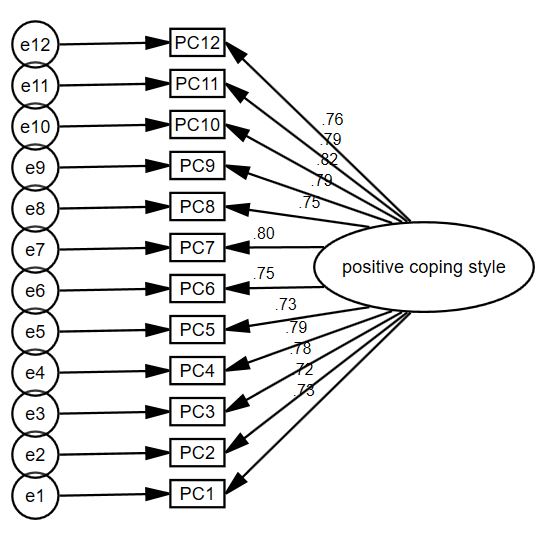 e12 PC12
e11 PC11
e10 PC10
e9 PC9
e8 PC8
e7 PC7
e6 PC6
e5 PC5
e4 PC4
e3 PC3
e2 PC2
e1 PC1
.76
.79
.82
.79
.75
.80
.75
.73
.79
.78
.72
.73
positive coping style